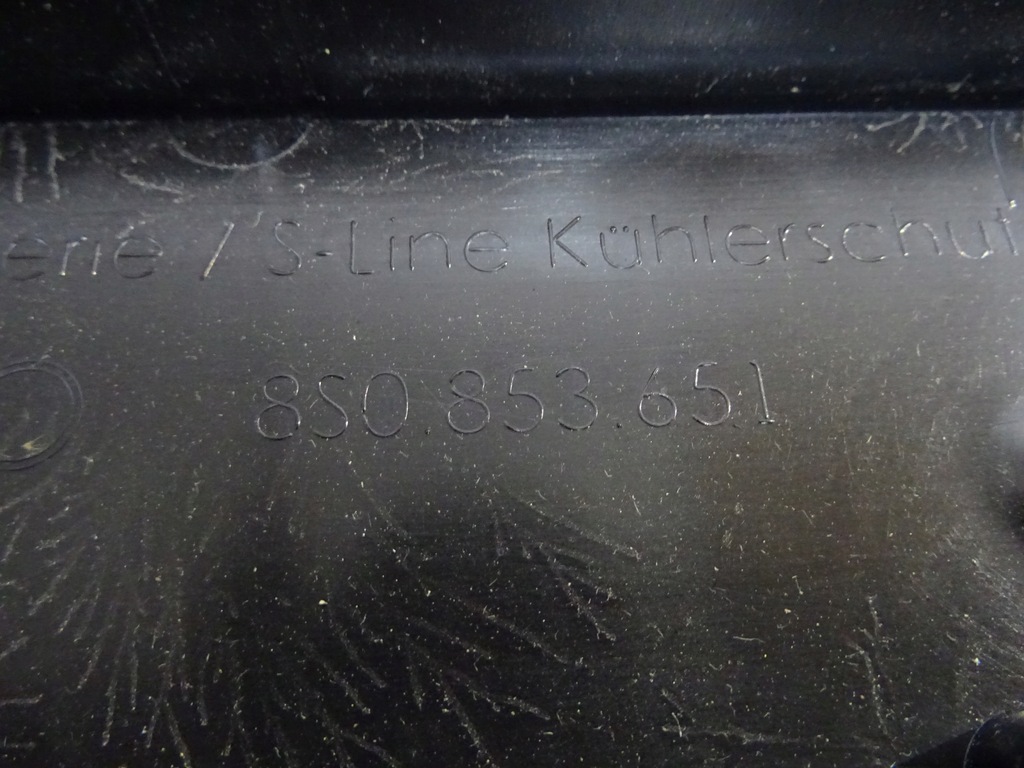 erie / S-Line Kühlerschut
8S0.853.651